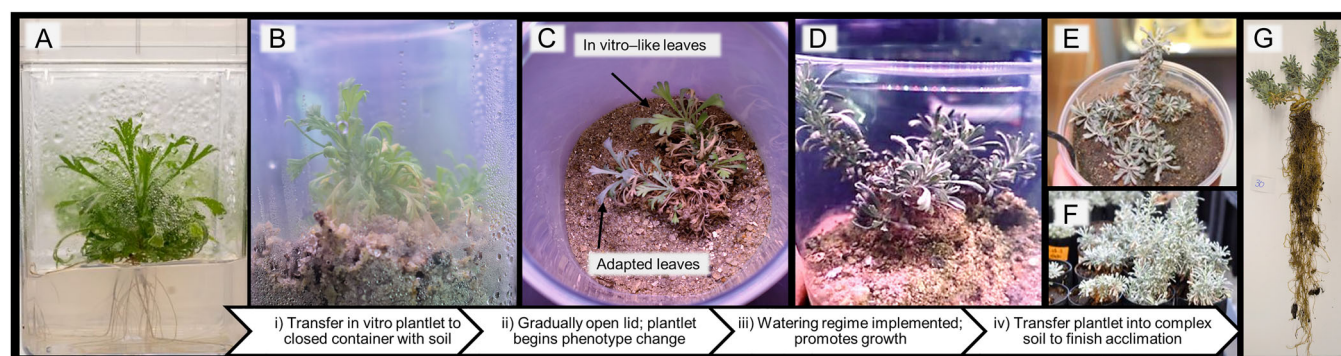 A
B
C
In vitro–like leaves
Adapted leaves
D
E
F
G
30
i) Transfer in vitro plantlet to
closed container with soil
ii) Gradually open lid; plantlet
begins phenotype change
iii) Watering regime implemented;
promotes growth
iv) Transfer plantlet into complex
soil to finish acclimation